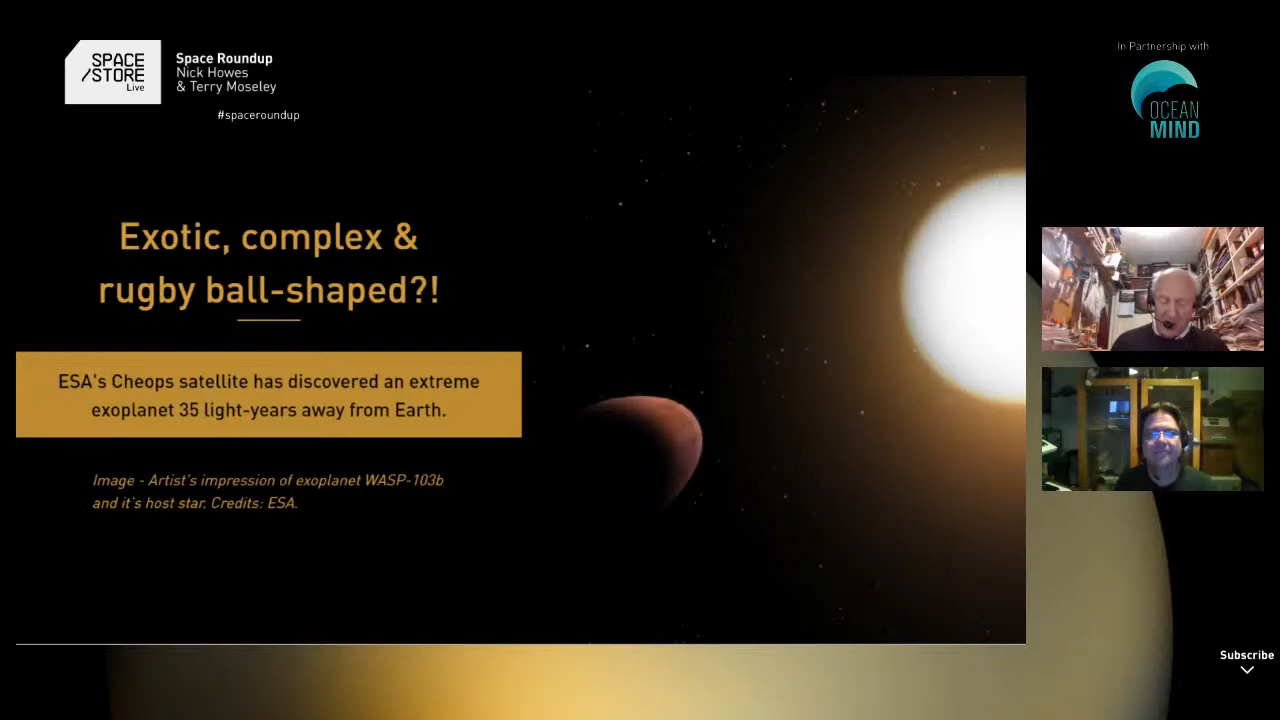 SPACE
/STORE
Live
Space Roundup
Nick Howes
& Terry Moseley
#spaceroundup
In Partnership with
OCEAN
MIND
Exotic, complex &
rugby ball-shaped?!
ESA's Cheops satellite has discovered an extreme
exoplanet 35 light-years away from Earth.
Image - Artist's impression of exoplanet WASP-103b
and it's host star. Credits: ESA.
Subscribe